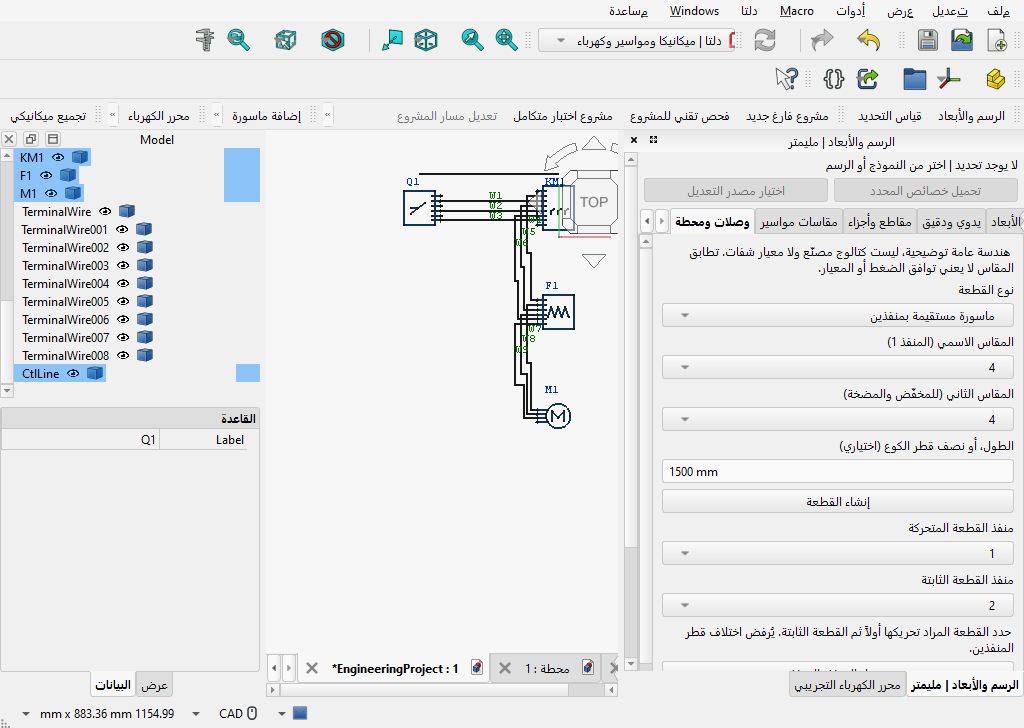 ملف
تعديل
عرض
أدوات
Macro
دلتا
Windows
مساعدة
دلتا | ميكانيكا ومواسير وكهرباء
الرسم والأبعاد
قياس التحديد
مشروع فارغ جديد
فحص تقني للمشروع
مشروع اختبار متكامل
تعديل مسار المشروع
إضافة ماسورة
محرر الكهرباء
تجميع ميكانيكي
Model
KM1
F1
M1
TerminalWire
TerminalWire001
TerminalWire002
TerminalWire003
TerminalWire004
TerminalWire005
TerminalWire006
TerminalWire007
TerminalWire008
CtlLine
القاعدة
Label
Q1
عرض
البيانات
Q1
W1
W2
W3
KM1
TOP
W5
W6
F1
W7
W8
W9
M1
M
محطة : 1
*EngineeringProject : 1
الرسم والأبعاد | مليمتر
لا يوجد تحديد | اختر من النموذج أو الرسم
تحميل خصائص المحدد
اختيار مصدر التعديل
الأبعاد
يدوي ودقيق
مقاطع وأجزاء
مقاسات مواسير
وصلات ومحطة
هندسة عامة توضيحية، ليست كتالوج مصنّع ولا معيار شفات. تطابق
المقاس لا يعني توافق الضغط أو المعيار.
نوع القطعة
ماسورة مستقيمة بمنفذين
المقاس الاسمي (المنفذ 1)
4
المقاس الثاني (للمخفّض والمضخة)
4
الطول، أو نصف قطر الكوع (اختياري)
1500 mm
إنشاء القطعة
منفذ القطعة المتحركة
1
منفذ القطعة الثابتة
2
حدد القطعة المراد تحريكها أولاً ثم القطعة الثابتة. يُرفض اختلاف قطر
المنفذين.
الرسم والأبعاد | مليمتر
محرر الكهرباء التجريبي
CAD
mm x 883.36 mm 1154.99